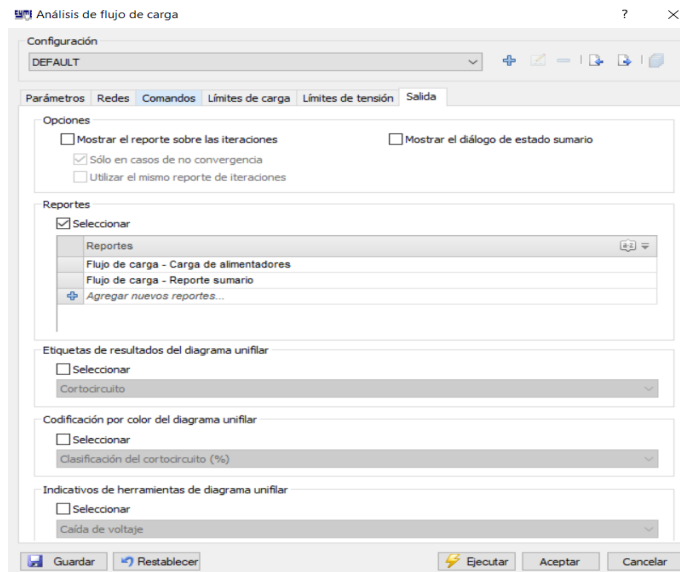 Análisis de flujo de carga
?
Configuración
DEFAULT
Parámetros Redes Comandos Límites de carga Límites de tensión Salida
Opciones
Mostrar el reporte sobre las iteraciones
Mostrar el diálogo de estado sumario
Sólo en casos de no convergencia
Utilizar el mismo reporte de iteraciones
Reportes
Seleccionar
Reportes
Flujo de carga - Carga de alimentadores
Flujo de carga - Reporte sumario
Agregar nuevos reportes...
Etiquetas de resultados del diagrama unifilar
Seleccionar
Cortocircuito
Codificación por color del diagrama unifilar
Seleccionar
Clasificación del cortocircuito (%)
Indicativos de herramientas de diagrama unifilar
Seleccionar
Caída de voltaje
Guardar Restablecer Ejecutar Aceptar Cancelar